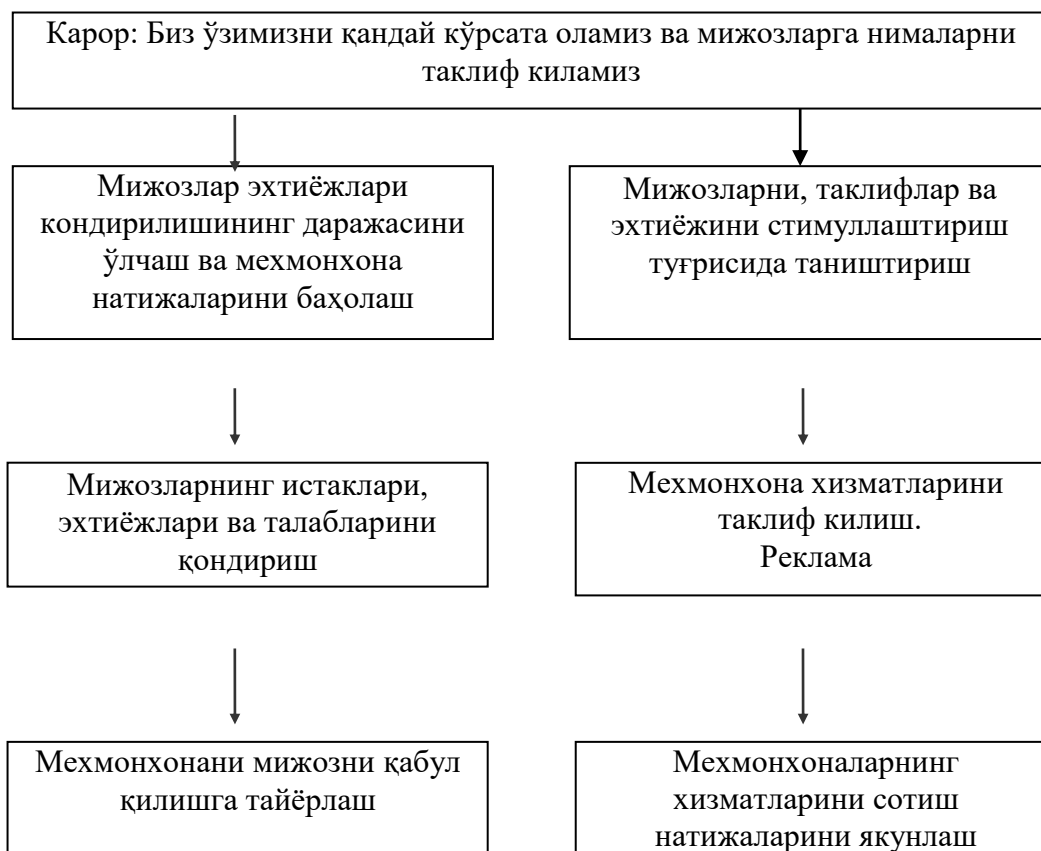 Карор: Биз ўзимизни қандай кўрсата оламиз ва мижозларга нималарни
таклиф киламиз
Мижозлар эхтиёжлари
кондирилишининг даражасини
ўлчаш ва мехмонхона
натижаларини баҳолаш
Мижозларни, таклифлар ва
эхтиёжини стимуллаштириш
туғрисида таништириш
Мижозларнинг истаклари,
эхтиёжлари ва талабларини
қондириш
Мехмонхона хизматларини
таклиф килиш.
Реклама
Мехмонхонани мижозни қабул
қилишга тайёрлаш
Мехмонхоналарнинг
хизматларини сотиш
натижаларини якунлаш